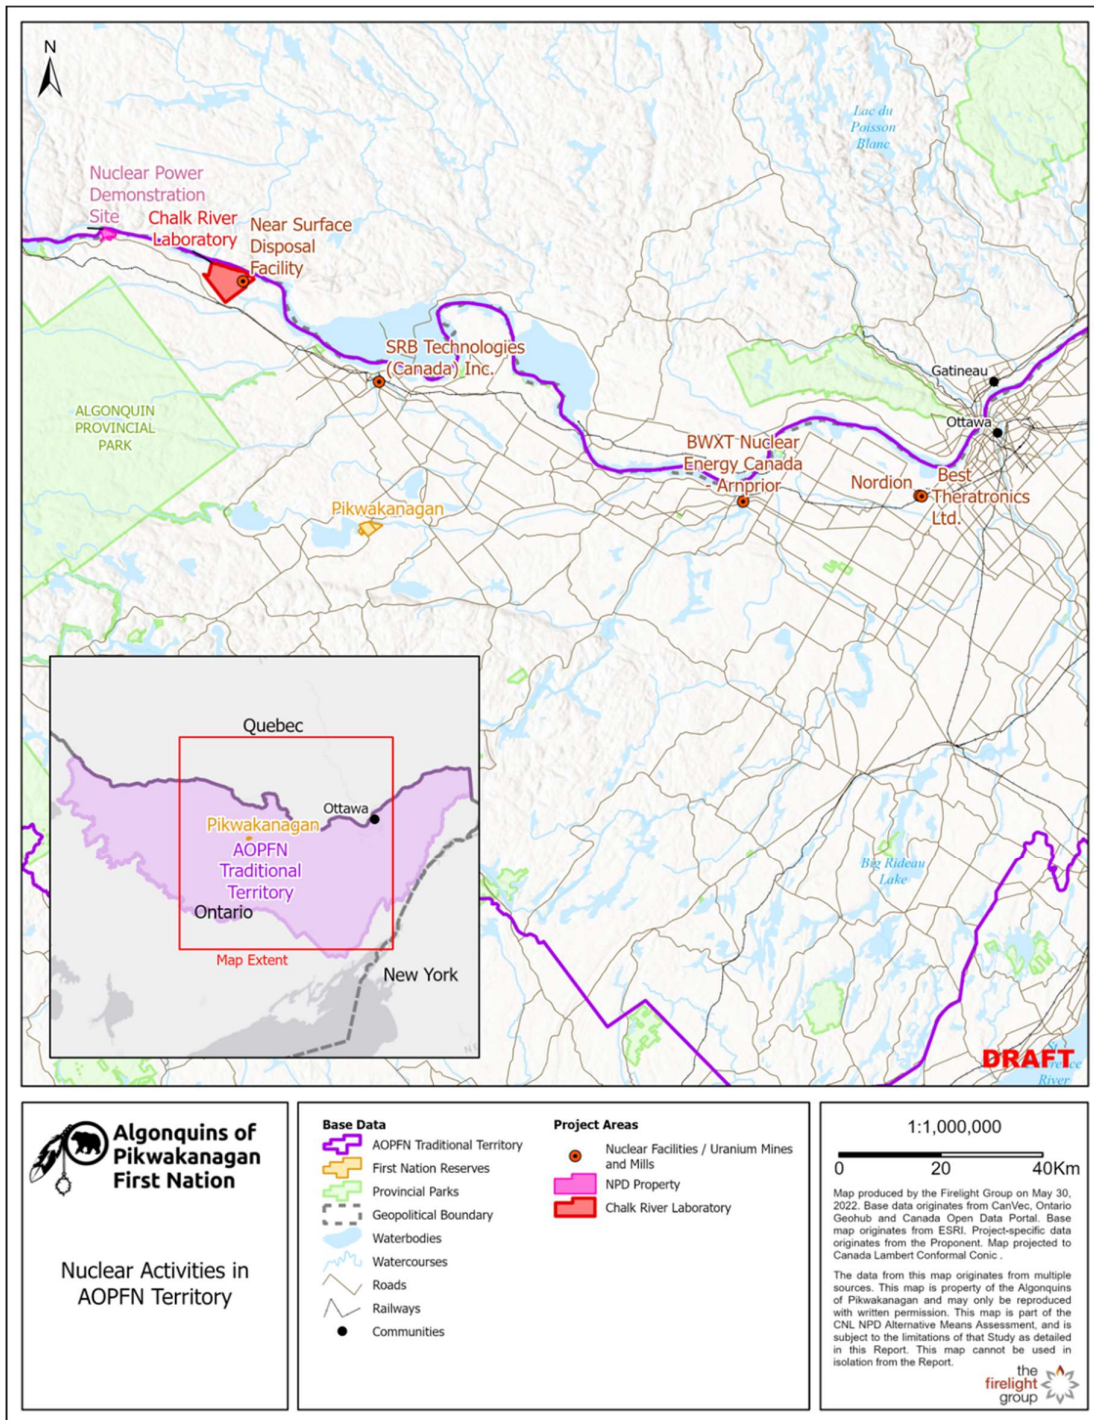 N
Lac du
Poisson
Blanc
Nuclear Power
Demonstration
Site
Chalk River
Laboratory
Near Surface
Disposal
Facility
SRB Technologies
(Canada) Inc.
Gatineau
Ottawa
ALGONQUIN
PROVINCIAL
PARK
BWXT Nuclear
Energy Canada
- Arnprior
Nordion
Best
Theratronics
Ltd.
Pikwakanagan
Big Rideau
Lake
Quebec
Ottawa
Pikwakanagan
AOPFN
Traditional
Territory
Ontario
Map Extent
New York
DRAFT
River
Algonquins of
Pikwakanagan
First Nation
Nuclear Activities in
AOPFN Territory
Base Data
AOPFN Traditional Territory
First Nation Reserves
Provincial Parks
Geopolitical Boundary
Waterbodies
Watercourses
Roads
Railways
Communities
Project Areas
Nuclear Facilities / Uranium Mines
and Mills
NPD Property
Chalk River Laboratory
1:1,000,000
0 20 40Km
Map produced by the Firelight Group on May 30,
2022. Base data originates from CanVec, Ontario
Geohub and Canada Open Data Portal. Base
map originates from ESRI. Project-specific data
originates from the Proponent. Map projected to
Canada Lambert Conformal Conic .
The data from this map originates from multiple
sources. This map is property of the Algonquins
of Pikwakanagan and may only be reproduced
with written permission. This map is part of the
CNL NPD Alternative Means Assessment, and is
subject to the limitations of that Study as detailed
in this Report. This map cannot be used in
isolation from the Report.
the
firelight
group